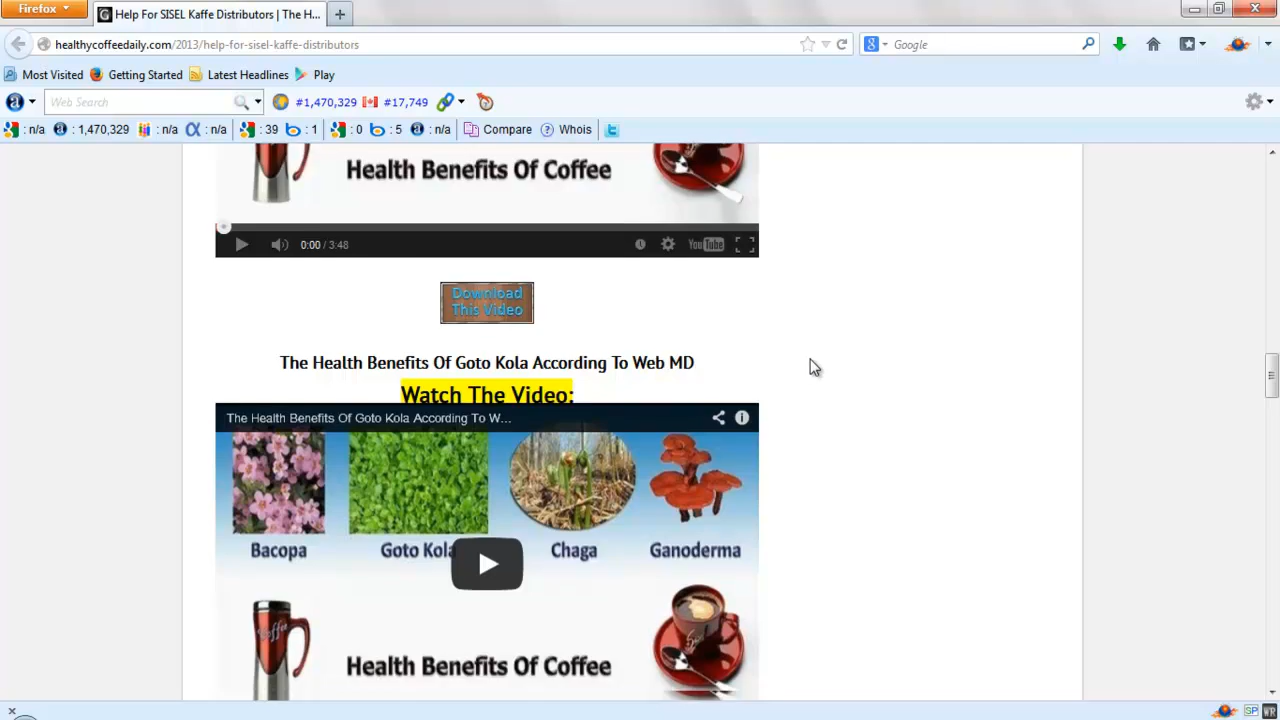 Firefox
Help For SISEL Kaffe Distributors | The H...
healthycoffeedaily.com/2013/help-for-sisel-kaffe-distributors
Google
Most Visited Getting Started Latest Headlines Play
Web Search #1,470,329 #17,749
: n/a : 1,470,329 : n/a : n/a : 39 : 1 : 0 : 5 : n/a Compare Whois
Health Benefits Of Coffee
0:00 / 3:48 YouTube
Download
This Video
The Health Benefits Of Goto Kola According To Web MD
Watch The Video:
The Health Benefits Of Goto Kola According To W...
Bacopa Goto Kola Chaga Ganoderma
Coffee
Health Benefits Of Coffee
SP WR